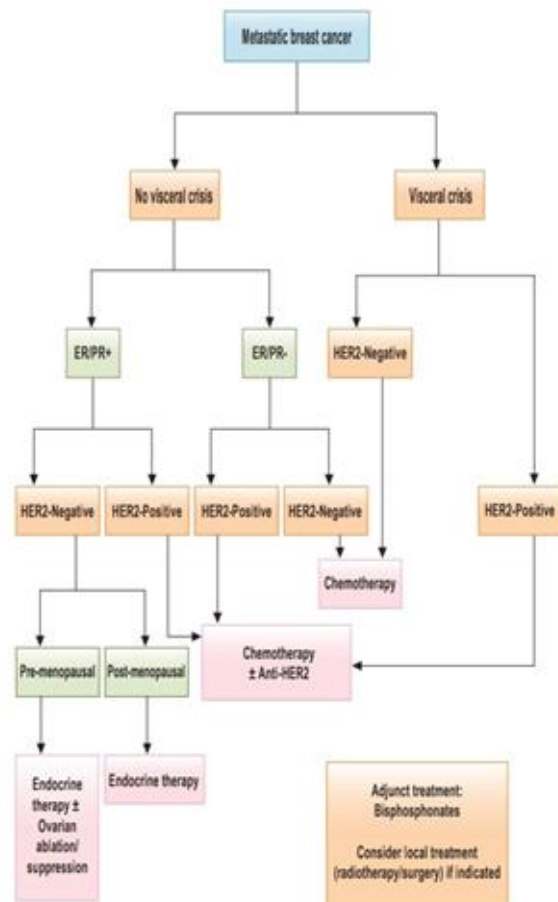 Metastatic breast cancer
No visceral crisis
Visceral crisis
ER/PR+
ER/PR-
HER2-Negative
HER2-Negative
HER2-Positive
HER2-Positive
HER2-Negative
HER2-Positive
Chemotherapy
Pre-menopausal
Post-menopausal
Chemotherapy
± Anti-HER2
Endocrine
therapy ±
Ovarian
ablation/
suppression
Endocrine therapy
Adjunct treatment:
Bisphosphonates
Consider local treatment
(radiotherapy/surgery) if indicated